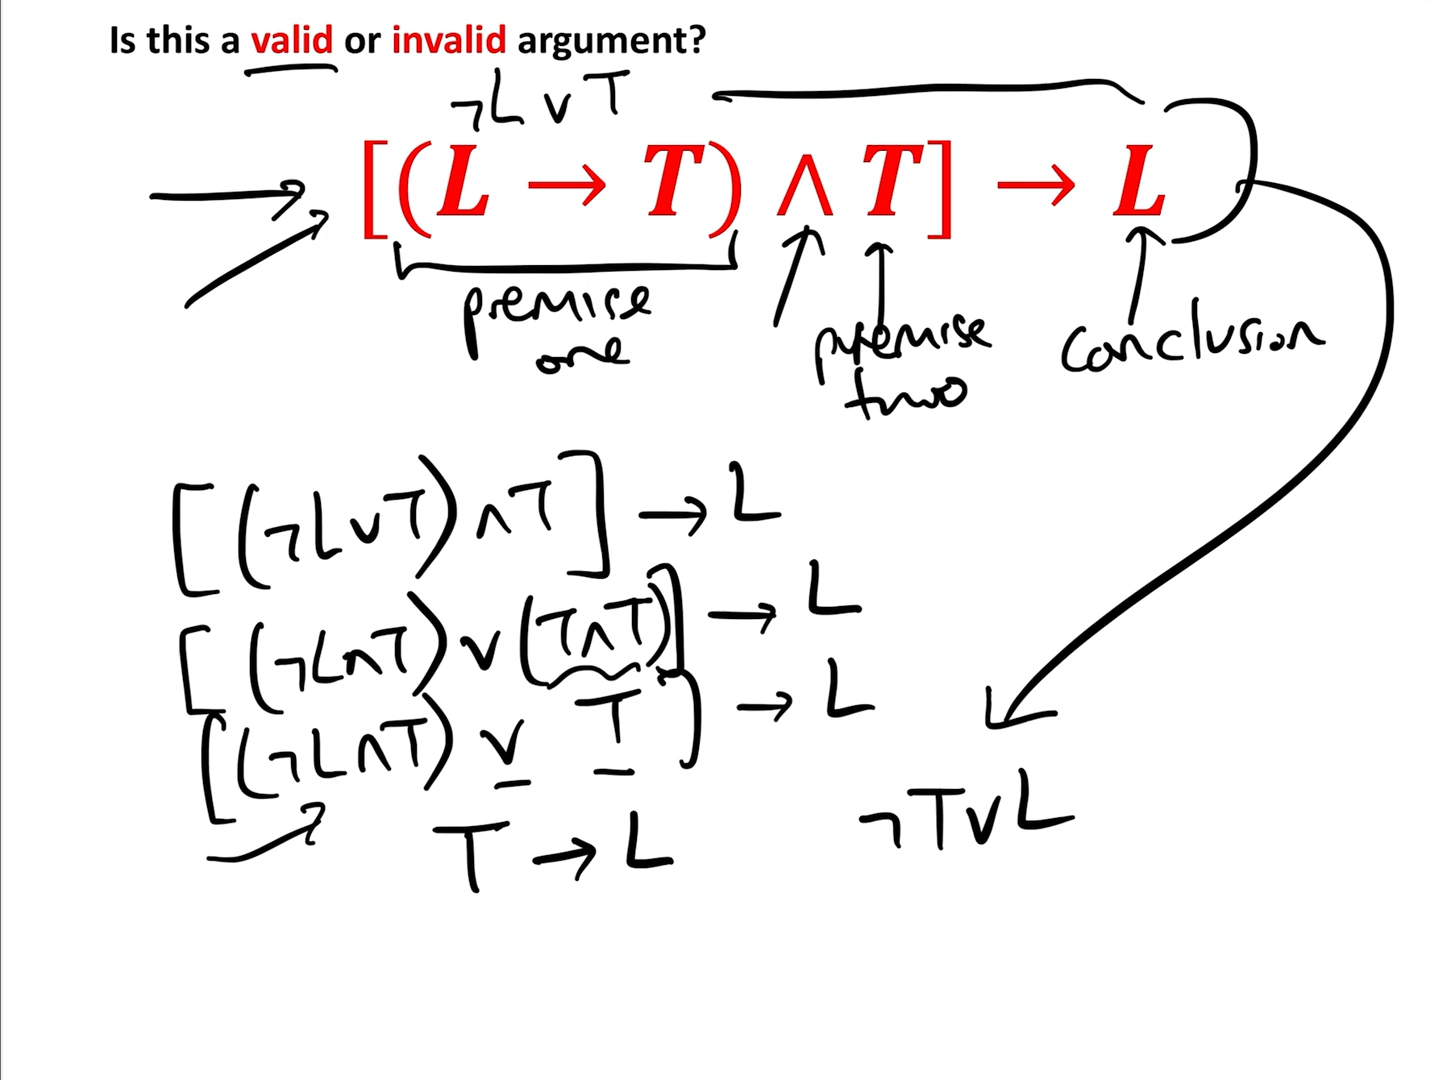 Is this a valid or invalid argument?
¬L ∨ T
[(L → T) ∧ T] → L
premise one
premise two
conclusion
[(¬L∨T)∧T] → L
[(¬L∧T) ∨ (T∧T)] → L
[(¬L∧T) ∨ T] → L
T → L
¬T∨L